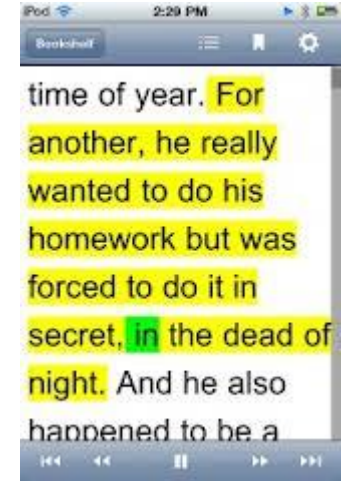 iPod 2:29 PM
Bookshelf
time of year. For
another, he really
wanted to do his
homework but was
forced to do it in
secret, in the dead of
night. And he also
happened to be a